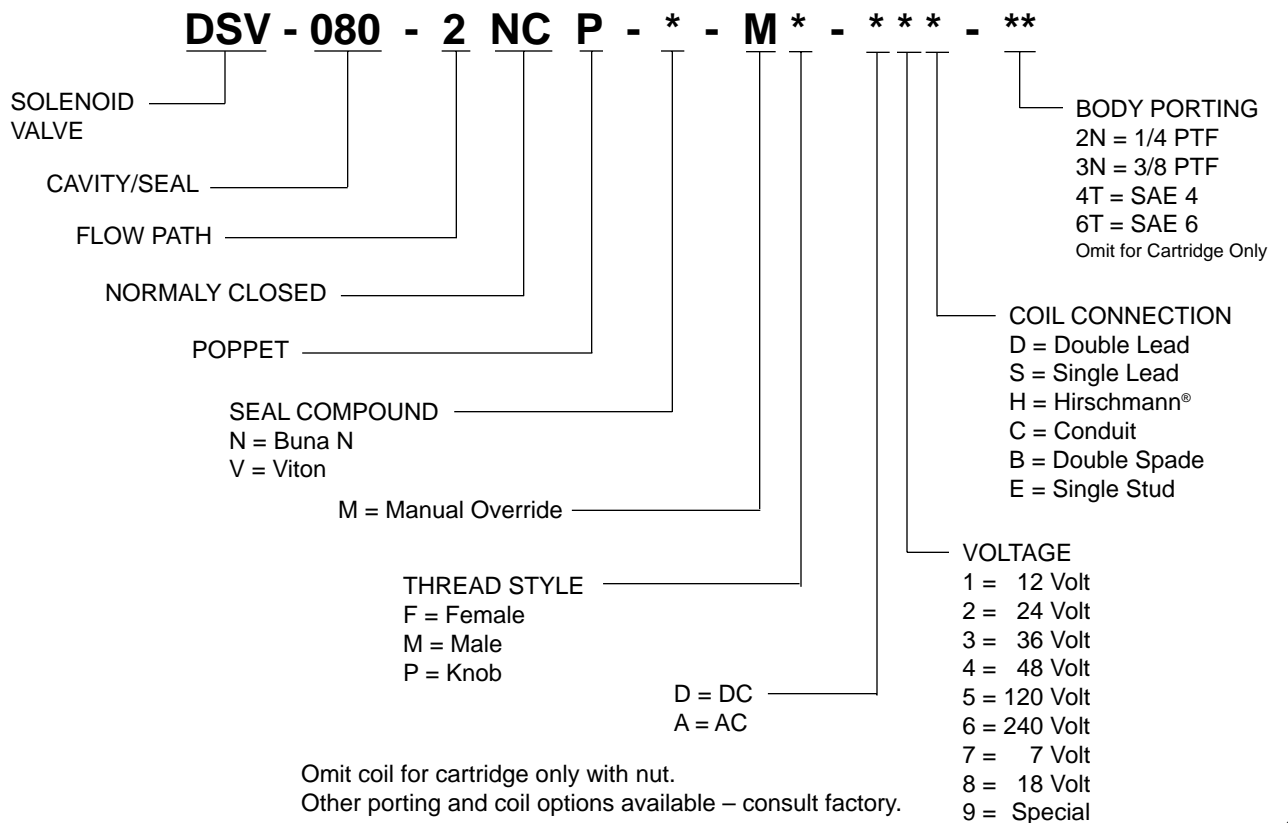 DSV - 080 - 2 NC P - * - M * - * * * - **
SOLENOID
VALVE
CAVITY/SEAL
FLOW PATH
NORMALY CLOSED
POPPET
SEAL COMPOUND
N = Buna N
V = Viton
M = Manual Override
THREAD STYLE
F = Female
M = Male
P = Knob
D = DC
A = AC
BODY PORTING
2N = 1/4 PTF
3N = 3/8 PTF
4T = SAE 4
6T = SAE 6
Omit for Cartridge Only
COIL CONNECTION
D = Double Lead
S = Single Lead
H = Hirschmann®
C = Conduit
B = Double Spade
E = Single Stud
VOLTAGE
1 = 12 Volt
2 = 24 Volt
3 = 36 Volt
4 = 48 Volt
5 = 120 Volt
6 = 240 Volt
7 = 7 Volt
8 = 18 Volt
9 = Special
Omit coil for cartridge only with nut.
Other porting and coil options available – consult factory.